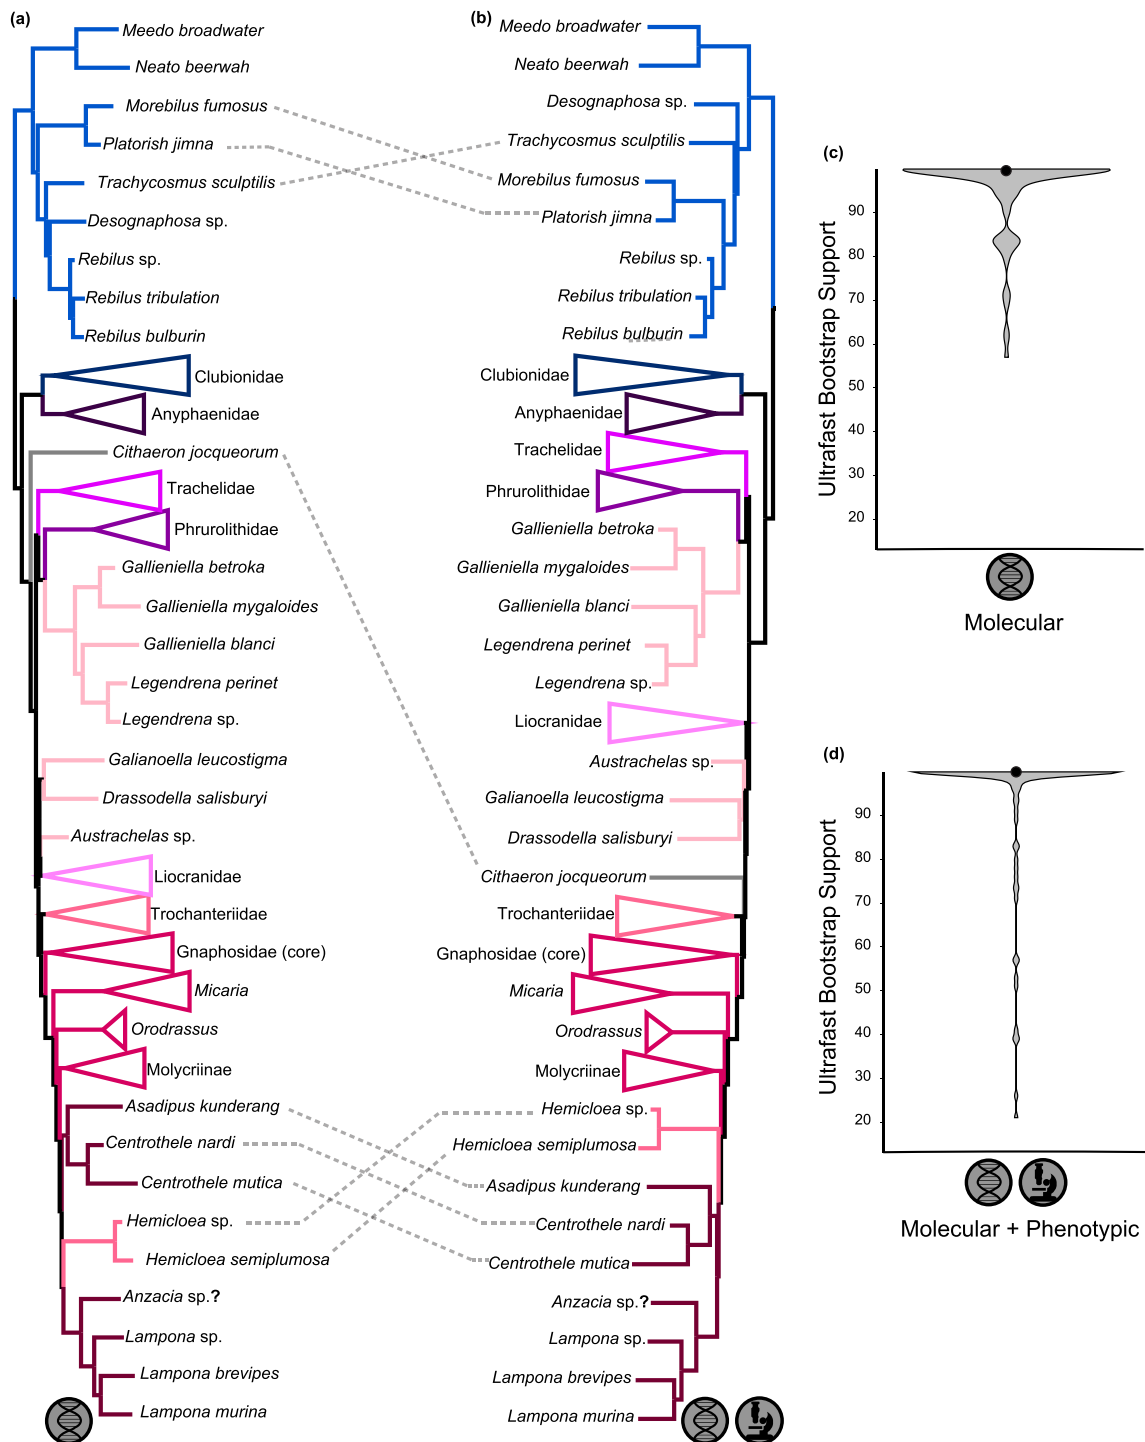 (a)
Meedo broadwater
Neato beerwah
Morebilus fumosus
Platorish jimna
Trachycosmus sculptilis
Desognaphosa sp.
Rebilus sp.
Rebilus tribulation
Rebilus bulburin
Clubionidae
Anyphaenidae
Cithaeron jocqueorum
Trachelidae
Phrurolithidae
Gallieniella betroka
Gallieniella mygaloides
Gallieniella blanci
Legendrena perinet
Legendrena sp.
Galianoella leucostigma
Drassodella salisburyi
Austrachelas sp.
Liocranidae
Trochanteriidae
Gnaphosidae (core)
Micaria
Orodrassus
Molycriinae
Asadipus kunderang
Centrothele nardi
Centrothele mutica
Hemicloea sp.
Hemicloea semiplumosa
Anzacia sp.?
Lampona sp.
Lampona brevipes
Lampona murina
(b)
Meedo broadwater
Neato beerwah
Desognaphosa sp.
Trachycosmus sculptilis
Morebilus fumosus
Platorish jimna
Rebilus sp.
Rebilus tribulation
Rebilus bulburin
Clubionidae
Anyphaenidae
Trachelidae
Phrurolithidae
Gallieniella betroka
Gallieniella mygaloides
Gallieniella blanci
Legendrena perinet
Legendrena sp.
Liocranidae
Austrachelas sp.
Galianoella leucostigma
Drassodella salisburyi
Cithaeron jocqueorum
Trochanteriidae
Gnaphosidae (core)
Micaria
Orodrassus
Molycriinae
Hemicloea sp.
Hemicloea semiplumosa
Asadipus kunderang
Centrothele nardi
Centrothele mutica
Anzacia sp.?
Lampona sp.
Lampona brevipes
Lampona murina
(c)
Ultrafast Bootstrap Support
90
80
70
60
50
40
30
20
Molecular
(d)
Ultrafast Bootstrap Support
90
80
70
60
50
40
30
20
Molecular + Phenotypic